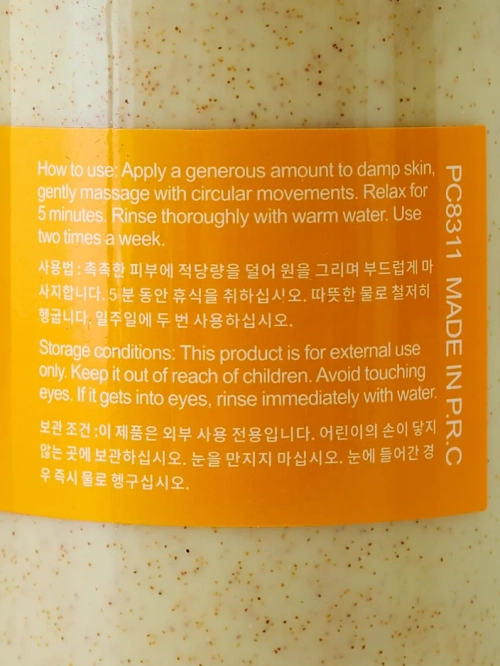 How to use: Apply a generous amount to damp skin,
gently massage with circular movements. Relax for
5 minutes. Rinse thoroughly with warm water. Use
two times a week.
사용법 : 촉촉한 피부에 적당량을 덜어 원을 그리며 부드럽게 마
사지합니다. 5 분 동안 휴식을 취하십시오. 따뜻한 물로 철저히
헹굽니다. 일주일에 두 번 사용하십시오.
Storage conditions: This product is for external use
only. Keep it out of reach of children. Avoid touching
eyes. If it gets into eyes, rinse immediately with water.
보관 조건 :이 제품은 외부 사용 전용입니다. 어린이의 손이 닿지
않는 곳에 보관하십시오. 눈을 만지지 마십시오. 눈에 들어간 경
우 즉시 물로 헹구십시오.
PC8311 MADE IN P.R.C